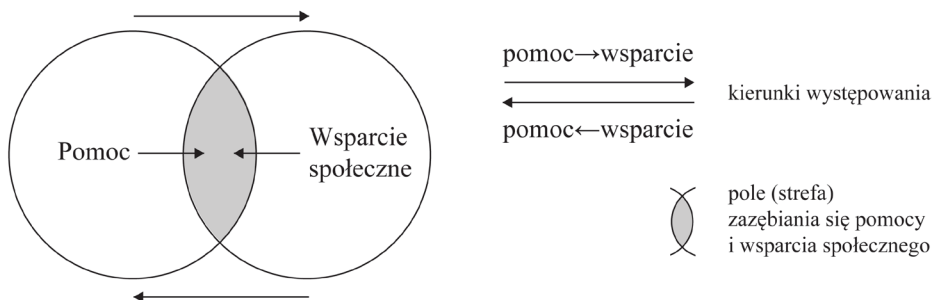 Pomoc
Wsparcie
społeczne
pomoc→wsparcie
kierunki występowania
pomoc←wsparcie
pole (strefa)
zazębiania się pomocy
i wsparcia społecznego